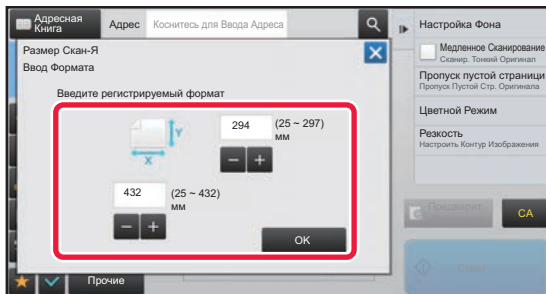 Адресная
Книга
Адрес
Коснитесь для Ввода Адреса
Настройка Фона
Размер Скан-Я
Ввод Формата
Медленное Сканирование
Сканир. Тонкий Оригинал
Пропуск пустой страници
Пропуск Пустой Стр. Оригинала
Введите регистрируемый формат
Цветной Режим
Y
294
(25 ~ 297)
мм
X
Резкость
Настроить Контур Изображения
432
(25 ~ 432)
мм
OK
CA
Прочие